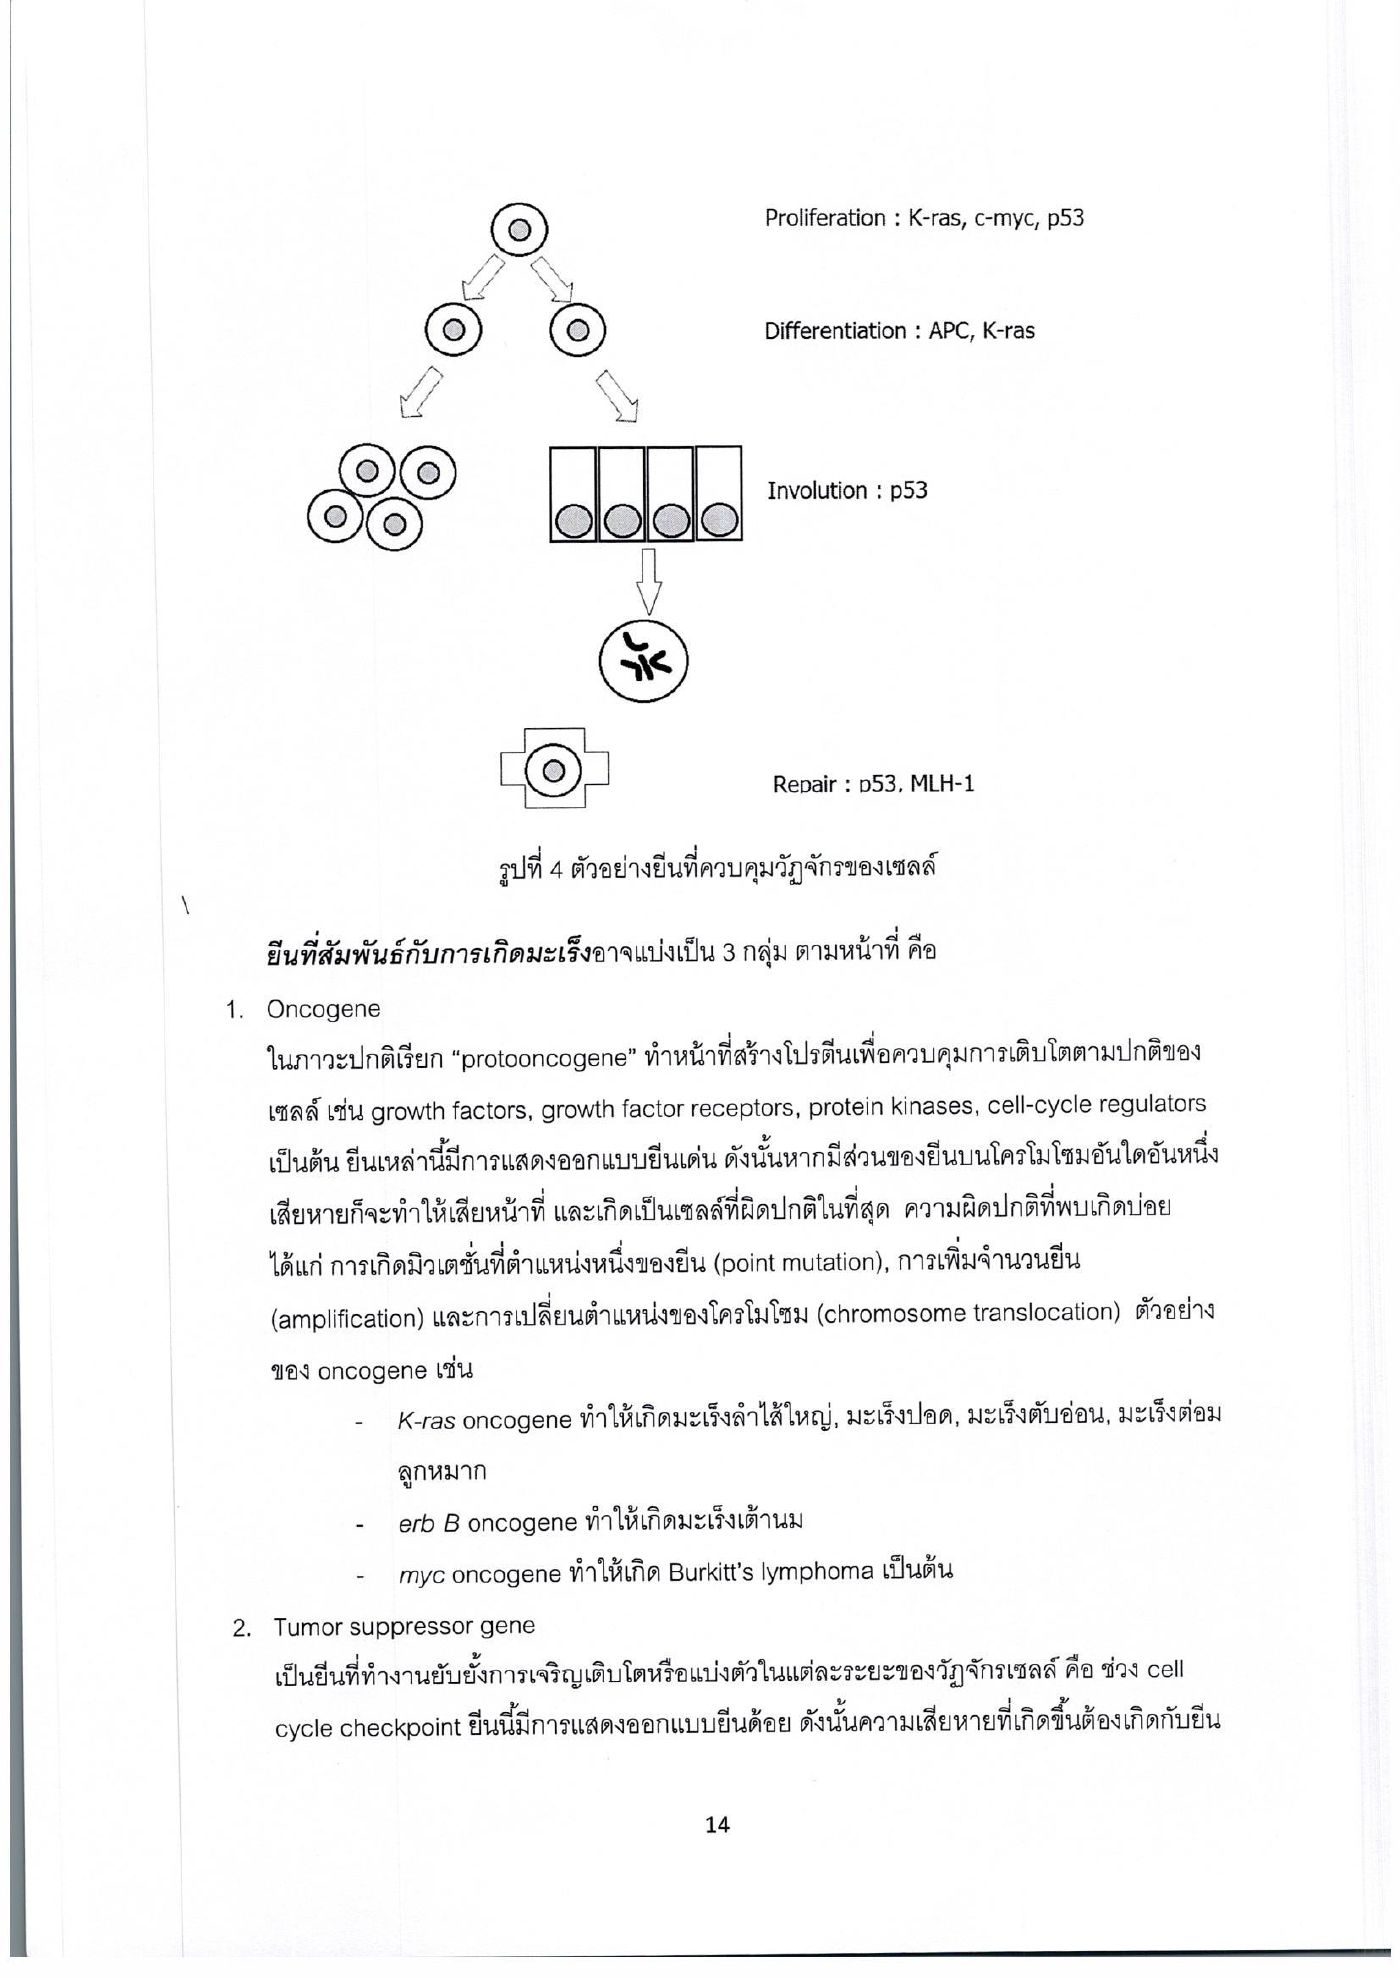 Proliferation : K-ras, c-myc, p53
Differentiation : APC, K-ras
Involution : p53
Repair : p53, MLH-1
รูปที่ 4 ตัวอย่างยีนที่ควบคุมวัฏจักรของเซลล์
ยีนที่สัมพันธ์กับการเกิดมะเร็งอาจแบ่งเป็น 3 กลุ่ม ตามหน้าที่ คือ
1. Oncogene
ในภาวะปกติเรียก “protooncogene” ทำหน้าที่สร้างโปรตีนเพื่อควบคุมการเติบโตตามปกติของ
เซลล์ เช่น growth factors, growth factor receptors, protein kinases, cell-cycle regulators
เป็นต้น ยีนเหล่านี้มีการแสดงออกแบบยีนเด่น ดังนั้นหากมีส่วนของยีนบนโครโมโซมอันใดอันหนึ่ง
เสียหายก็จะทำให้เสียหน้าที่ และเกิดเป็นเซลล์ที่ผิดปกติในที่สุด ความผิดปกติที่พบเกิดบ่อย
ได้แก่ การเกิดมิวเตชั่นที่ตำแหน่งหนึ่งของยีน (point mutation), การเพิ่มจำนวนยีน
(amplification) และการเปลี่ยนตำแหน่งของโครโมโซม (chromosome translocation) ตัวอย่าง
ของ oncogene เช่น
- K-ras oncogene ทำให้เกิดมะเร็งลำไส้ใหญ่, มะเร็งปอด, มะเร็งตับอ่อน, มะเร็งต่อม
ลูกหมาก
- erb B oncogene ทำให้เกิดมะเร็งเต้านม
- myc oncogene ทำให้เกิด Burkitt’s lymphoma เป็นต้น
2. Tumor suppressor gene
เป็นยีนที่ทำงานยับยั้งการเจริญเติบโตหรือแบ่งตัวในแต่ละระยะของวัฏจักรเซลล์ คือ ช่วง cell
cycle checkpoint ยีนนี้มีการแสดงออกแบบยีนด้อย ดังนั้นความเสียหายที่เกิดขึ้นต้องเกิดกับยีน
14